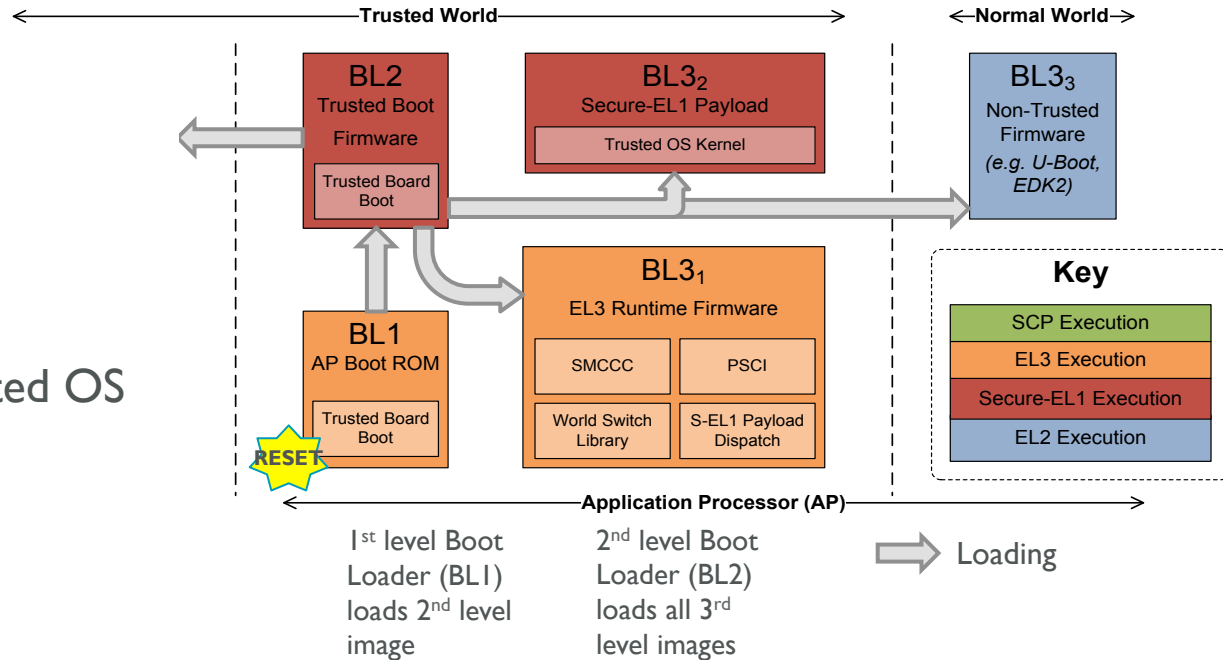 Trusted World
Normal World
BL2
Trusted Boot
Firmware
Trusted Board
Boot
BL3₂
Secure-EL1 Payload
Trusted OS Kernel
BL3₃
Non-Trusted
Firmware
(e.g. U-Boot,
EDK2)
BL1
AP Boot ROM
Trusted Board
Boot
RESET
BL3₁
EL3 Runtime Firmware
SMCCC
PSCI
World Switch
Library
S-EL1 Payload
Dispatch
Key
SCP Execution
EL3 Execution
Secure-EL1 Execution
EL2 Execution
ted OS
Application Processor (AP)
1st level Boot
Loader (BL1)
loads 2nd level
image
2nd level Boot
Loader (BL2)
loads all 3rd
level images
Loading